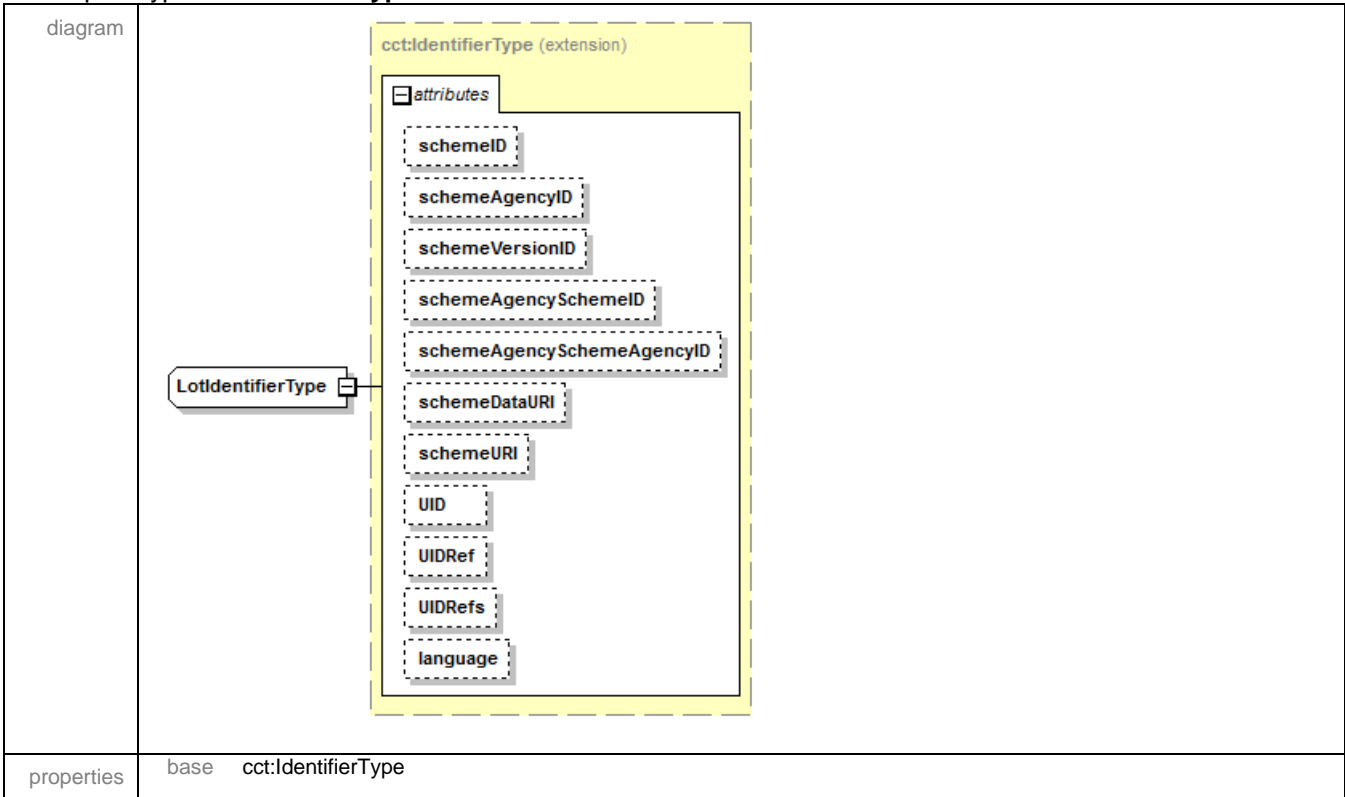 diagram
cct:IdentifierType (extension)
attributes
schemeID
schemeAgencyID
schemeVersionID
schemeAgencySchemeID
schemeAgencySchemeAgencyID
LotIdentifierType
schemeDataURI
schemeURI
UID
UIDRef
UIDRefs
language
properties
base cct:IdentifierType